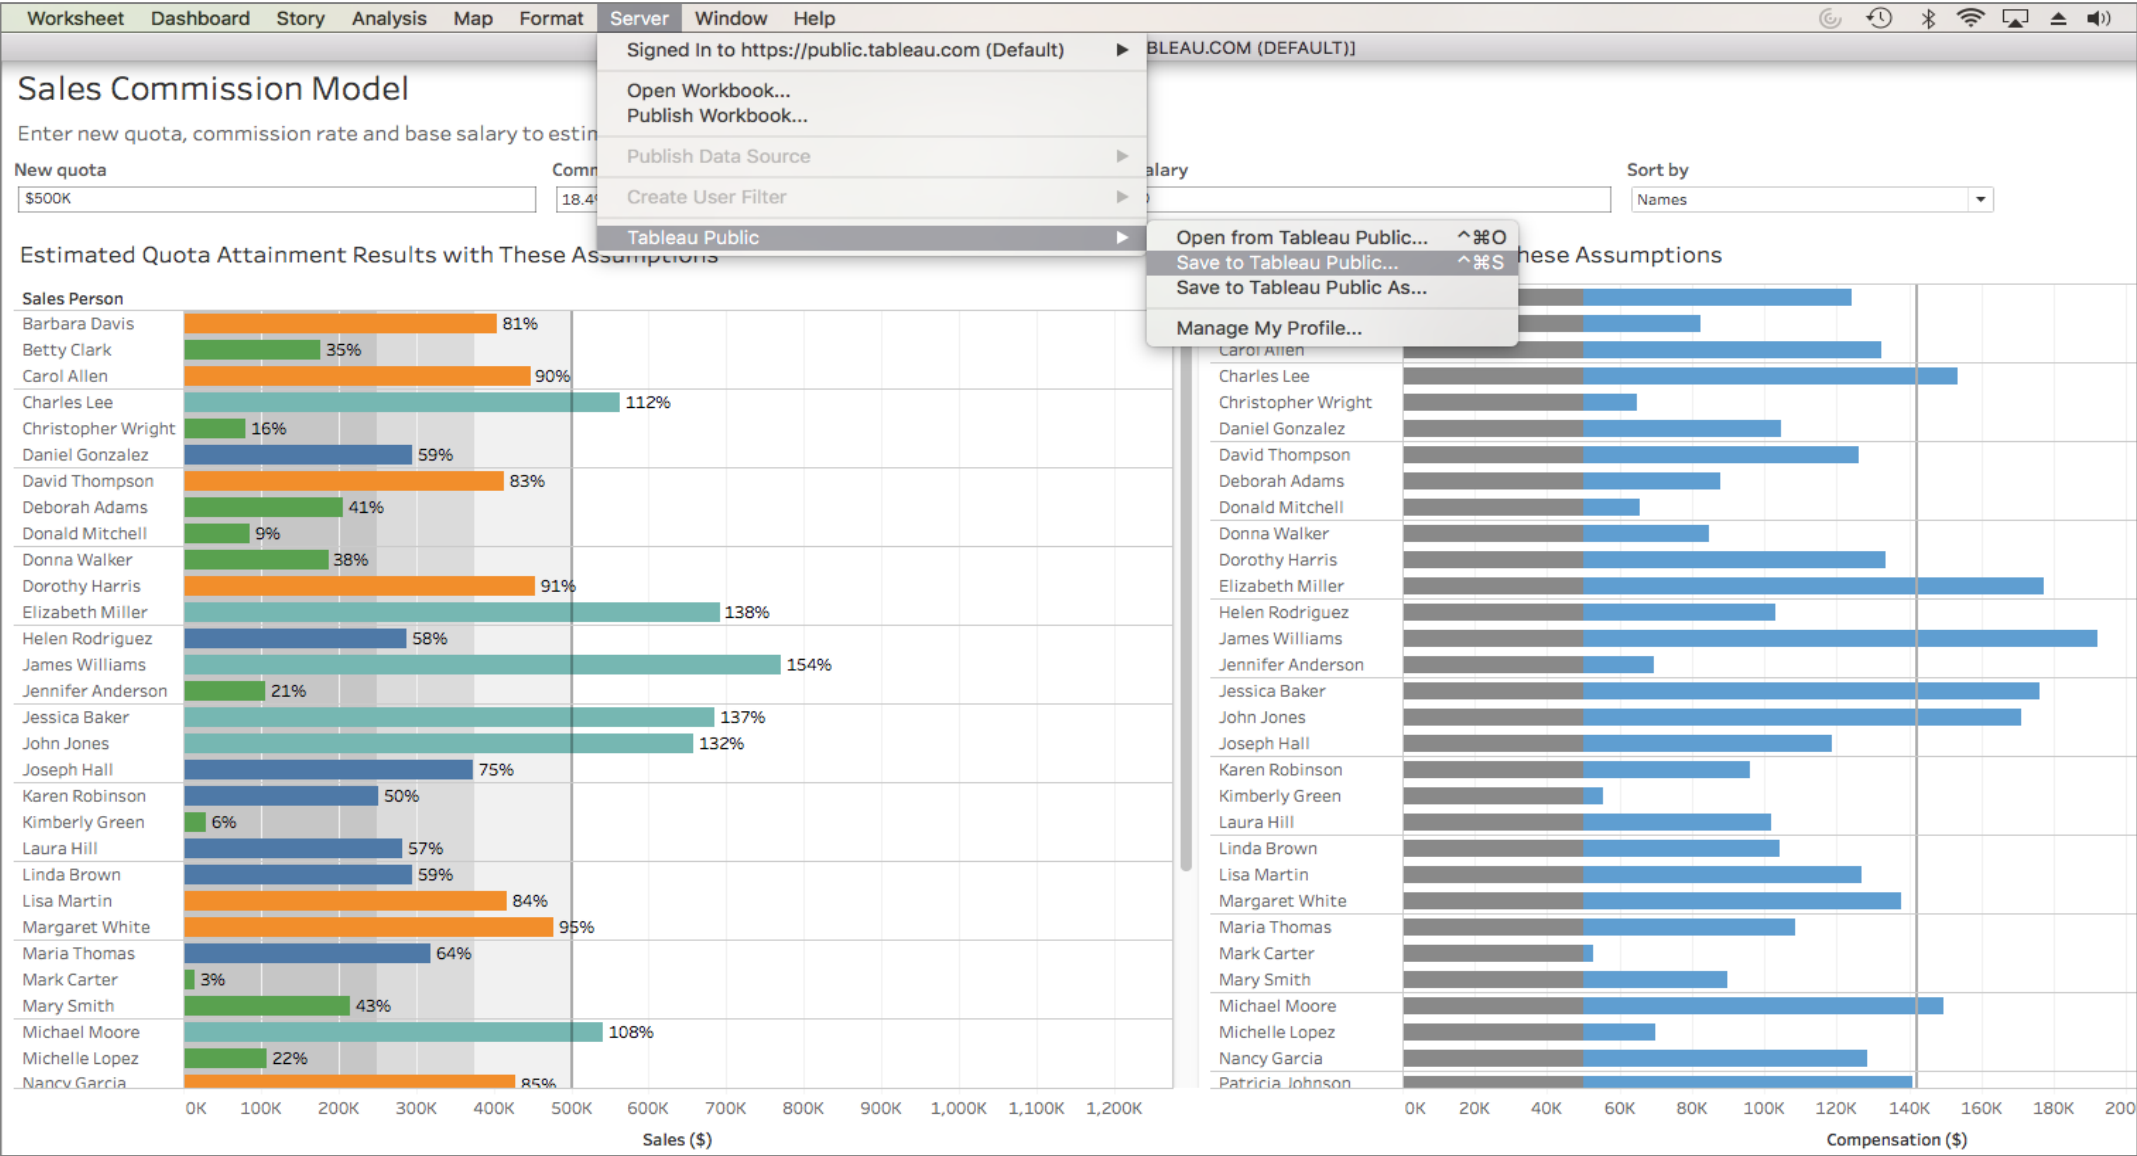 Worksheet Dashboard Story Analysis Map Format Server Window Help
BLEAU.COM (DEFAULT)]
Signed In to https://public.tableau.com (Default)
Open Workbook...
Publish Workbook...
Publish Data Source
Create User Filter
Tableau Public
Open from Tableau Public... ^⌘O
Save to Tableau Public... ^⌘S
Save to Tableau Public As...
Manage My Profile...
Sales Commission Model
Enter new quota, commission rate and base salary to estim
New quota
$500K
Comm
18.4%
alary
Sort by
Names
Estimated Quota Attainment Results with These Assumptions
Sales Person
Barbara Davis 81%
Betty Clark 35%
Carol Allen 90%
Charles Lee 112%
Christopher Wright 16%
Daniel Gonzalez 59%
David Thompson 83%
Deborah Adams 41%
Donald Mitchell 9%
Donna Walker 38%
Dorothy Harris 91%
Elizabeth Miller 138%
Helen Rodriguez 58%
James Williams 154%
Jennifer Anderson 21%
Jessica Baker 137%
John Jones 132%
Joseph Hall 75%
Karen Robinson 50%
Kimberly Green 6%
Laura Hill 57%
Linda Brown 59%
Lisa Martin 84%
Margaret White 95%
Maria Thomas 64%
Mark Carter 3%
Mary Smith 43%
Michael Moore 108%
Michelle Lopez 22%
Nancy Garcia 85%
0K 100K 200K 300K 400K 500K 600K 700K 800K 900K 1,000K 1,100K 1,200K
Sales ($)
hese Assumptions
Carol Allen
Charles Lee
Christopher Wright
Daniel Gonzalez
David Thompson
Deborah Adams
Donald Mitchell
Donna Walker
Dorothy Harris
Elizabeth Miller
Helen Rodriguez
James Williams
Jennifer Anderson
Jessica Baker
John Jones
Joseph Hall
Karen Robinson
Kimberly Green
Laura Hill
Linda Brown
Lisa Martin
Margaret White
Maria Thomas
Mark Carter
Mary Smith
Michael Moore
Michelle Lopez
Nancy Garcia
Patricia Johnson
0K 20K 40K 60K 80K 100K 120K 140K 160K 180K 200
Compensation ($)